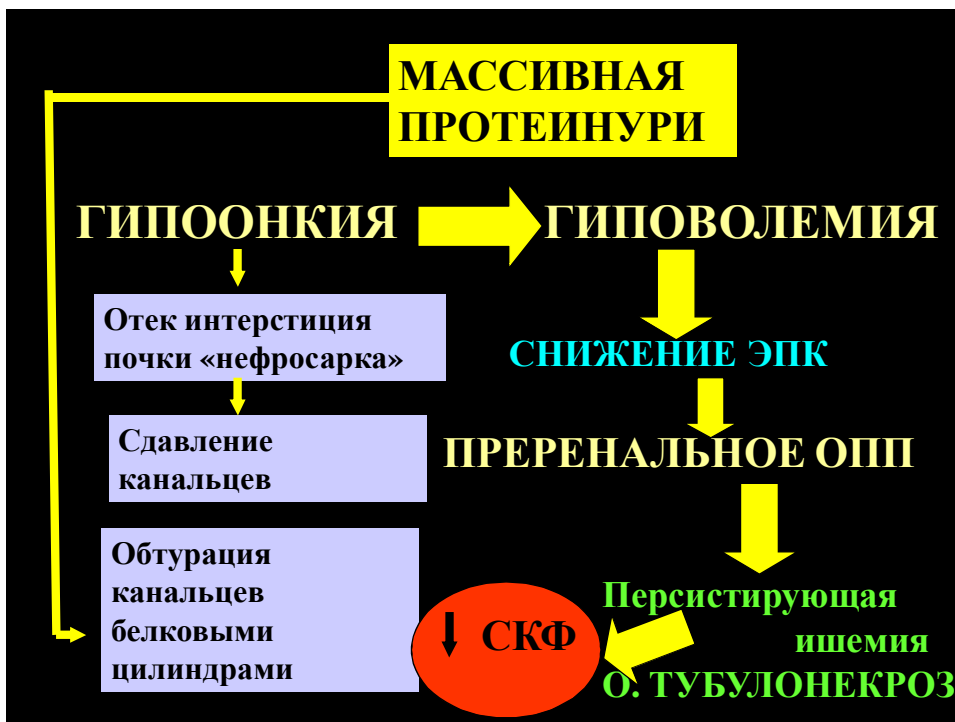 МАССИВНАЯ
ПРОТЕИНУРИ
ГИПООНКИЯ
ГИПОВОЛЕМИЯ
Отек интерстиция
почки «нефросарка»
СНИЖЕНИЕ ЭПК
Сдавление
канальцев
ПРЕРЕНАЛЬНОЕ ОПП
Обтурация
канальцев
белковыми
цилиндрами
СКФ
Персистирующая
ишемия
О. ТУБУЛОНЕКРОЗ